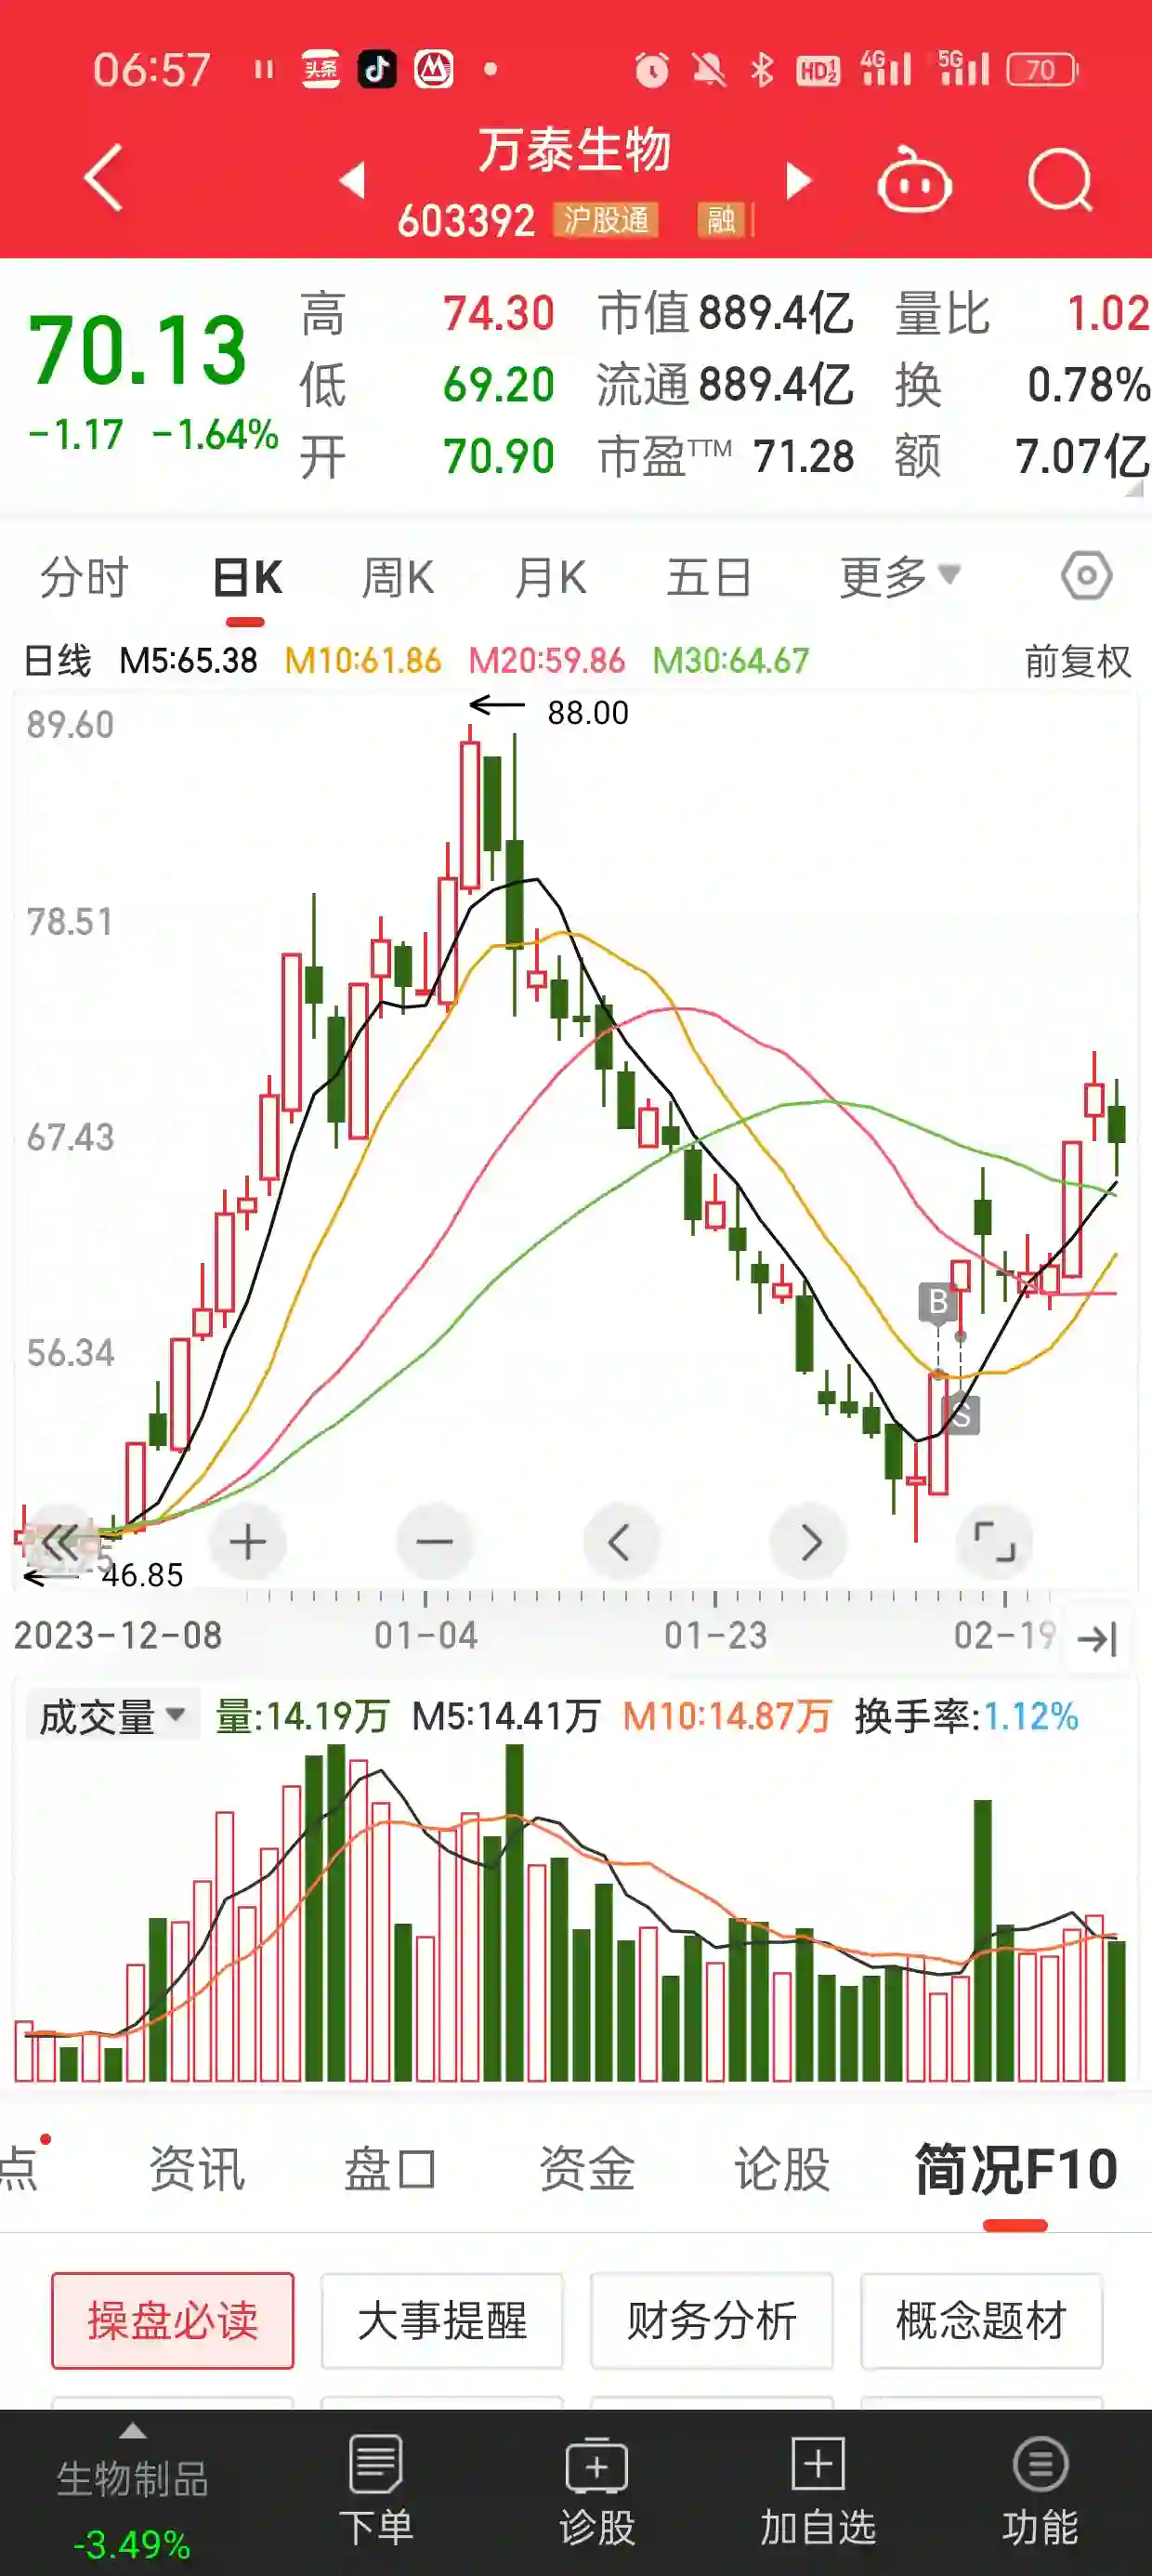 06:57 头条 HD 1 2 4G 5G 70
万泰生物
603392 沪股通 融
70.13
-1.17 -1.64%
高 74.30 市值 889.4亿 量比 1.02
低 69.20 流通 889.4亿 换 0.78%
开 70.90 市盈TTM 71.28 额 7.07亿
分时 日K 周K 月K 五日 更多
日线 M5:65.38 M10:61.86 M20:59.86 M30:64.67 前复权
88.00
89.60
78.51
67.43
56.34
B
S
46.85
2023-12-08 01-04 01-23 02-19
成交量 量:14.19万 M5:14.41万 M10:14.87万 换手率:1.12%
点 资讯 盘口 资金 论股 简况F10
操盘必读 大事提醒 财务分析 概念题材
生物制品
-3.49%
下单 诊股 加自选 功能